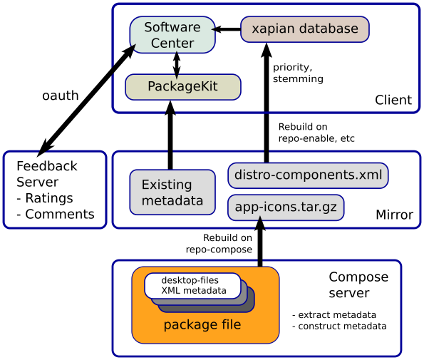 Software
Center
xapian database
priority,
stemming
PackageKit
oauth
Client
Rebuild on
repo-enable, etc
Feedback
Server
- Ratings
- Comments
Existing
metadata
distro-components.xml
app-icons.tar.gz
Mirror
Rebuild on
repo-compose
desktop-files
XML metadata
package file
Compose
server
- extract metadata
- construct metadata